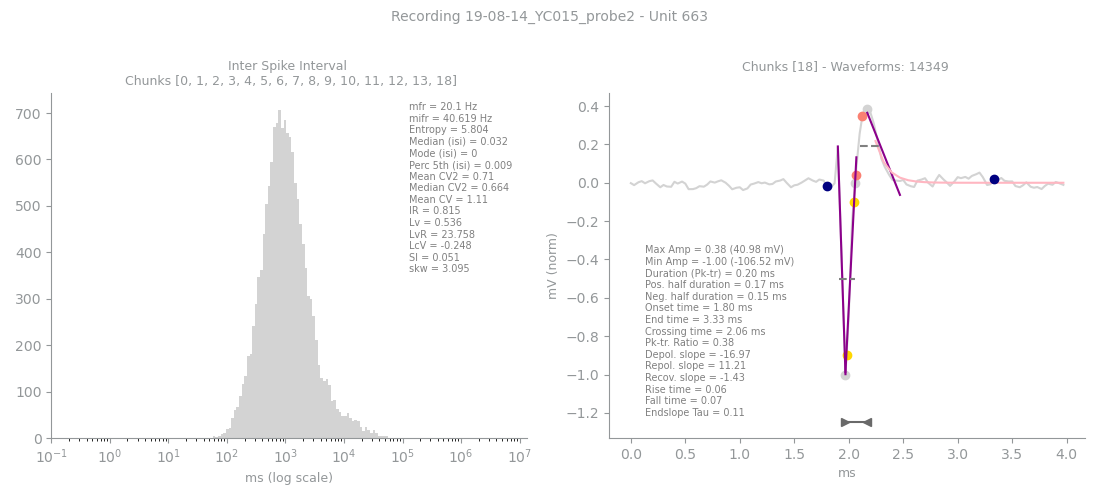 Recording 19-08-14_YC015_probe2 - Unit 663
Inter Spike Interval
Chunks [0, 1, 2, 3, 4, 5, 6, 7, 8, 9, 10, 11, 12, 13, 18]
700
600
500
400
300
200
100
0
mfr = 20.1 Hz
mifr = 40.619 Hz
Entropy = 5.804
Median (isi) = 0.032
Mode (isi) = 0
Perc 5th (isi) = 0.009
Mean CV2 = 0.71
Median CV2 = 0.664
Mean CV = 1.11
IR = 0.815
Lv = 0.536
LvR = 23.758
LcV = -0.248
SI = 0.051
skw = 3.095
10⁻¹ 10⁰ 10¹ 10² 10³ 10⁴ 10⁵ 10⁶ 10⁷
ms (log scale)
Chunks [18] - Waveforms: 14349
mV (norm)
0.4
0.2
0.0
−0.2
−0.4
−0.6
−0.8
−1.0
−1.2
Max Amp = 0.38 (40.98 mV)
Min Amp = -1.00 (-106.52 mV)
Duration (Pk-tr) = 0.20 ms
Pos. half duration = 0.17 ms
Neg. half duration = 0.15 ms
Onset time = 1.80 ms
End time = 3.33 ms
Crossing time = 2.06 ms
Pk-tr. Ratio = 0.38
Depol. slope = -16.97
Repol. slope = 11.21
Recov. slope = -1.43
Rise time = 0.06
Fall time = 0.07
Endslope Tau = 0.11
0.0 0.5 1.0 1.5 2.0 2.5 3.0 3.5 4.0
ms